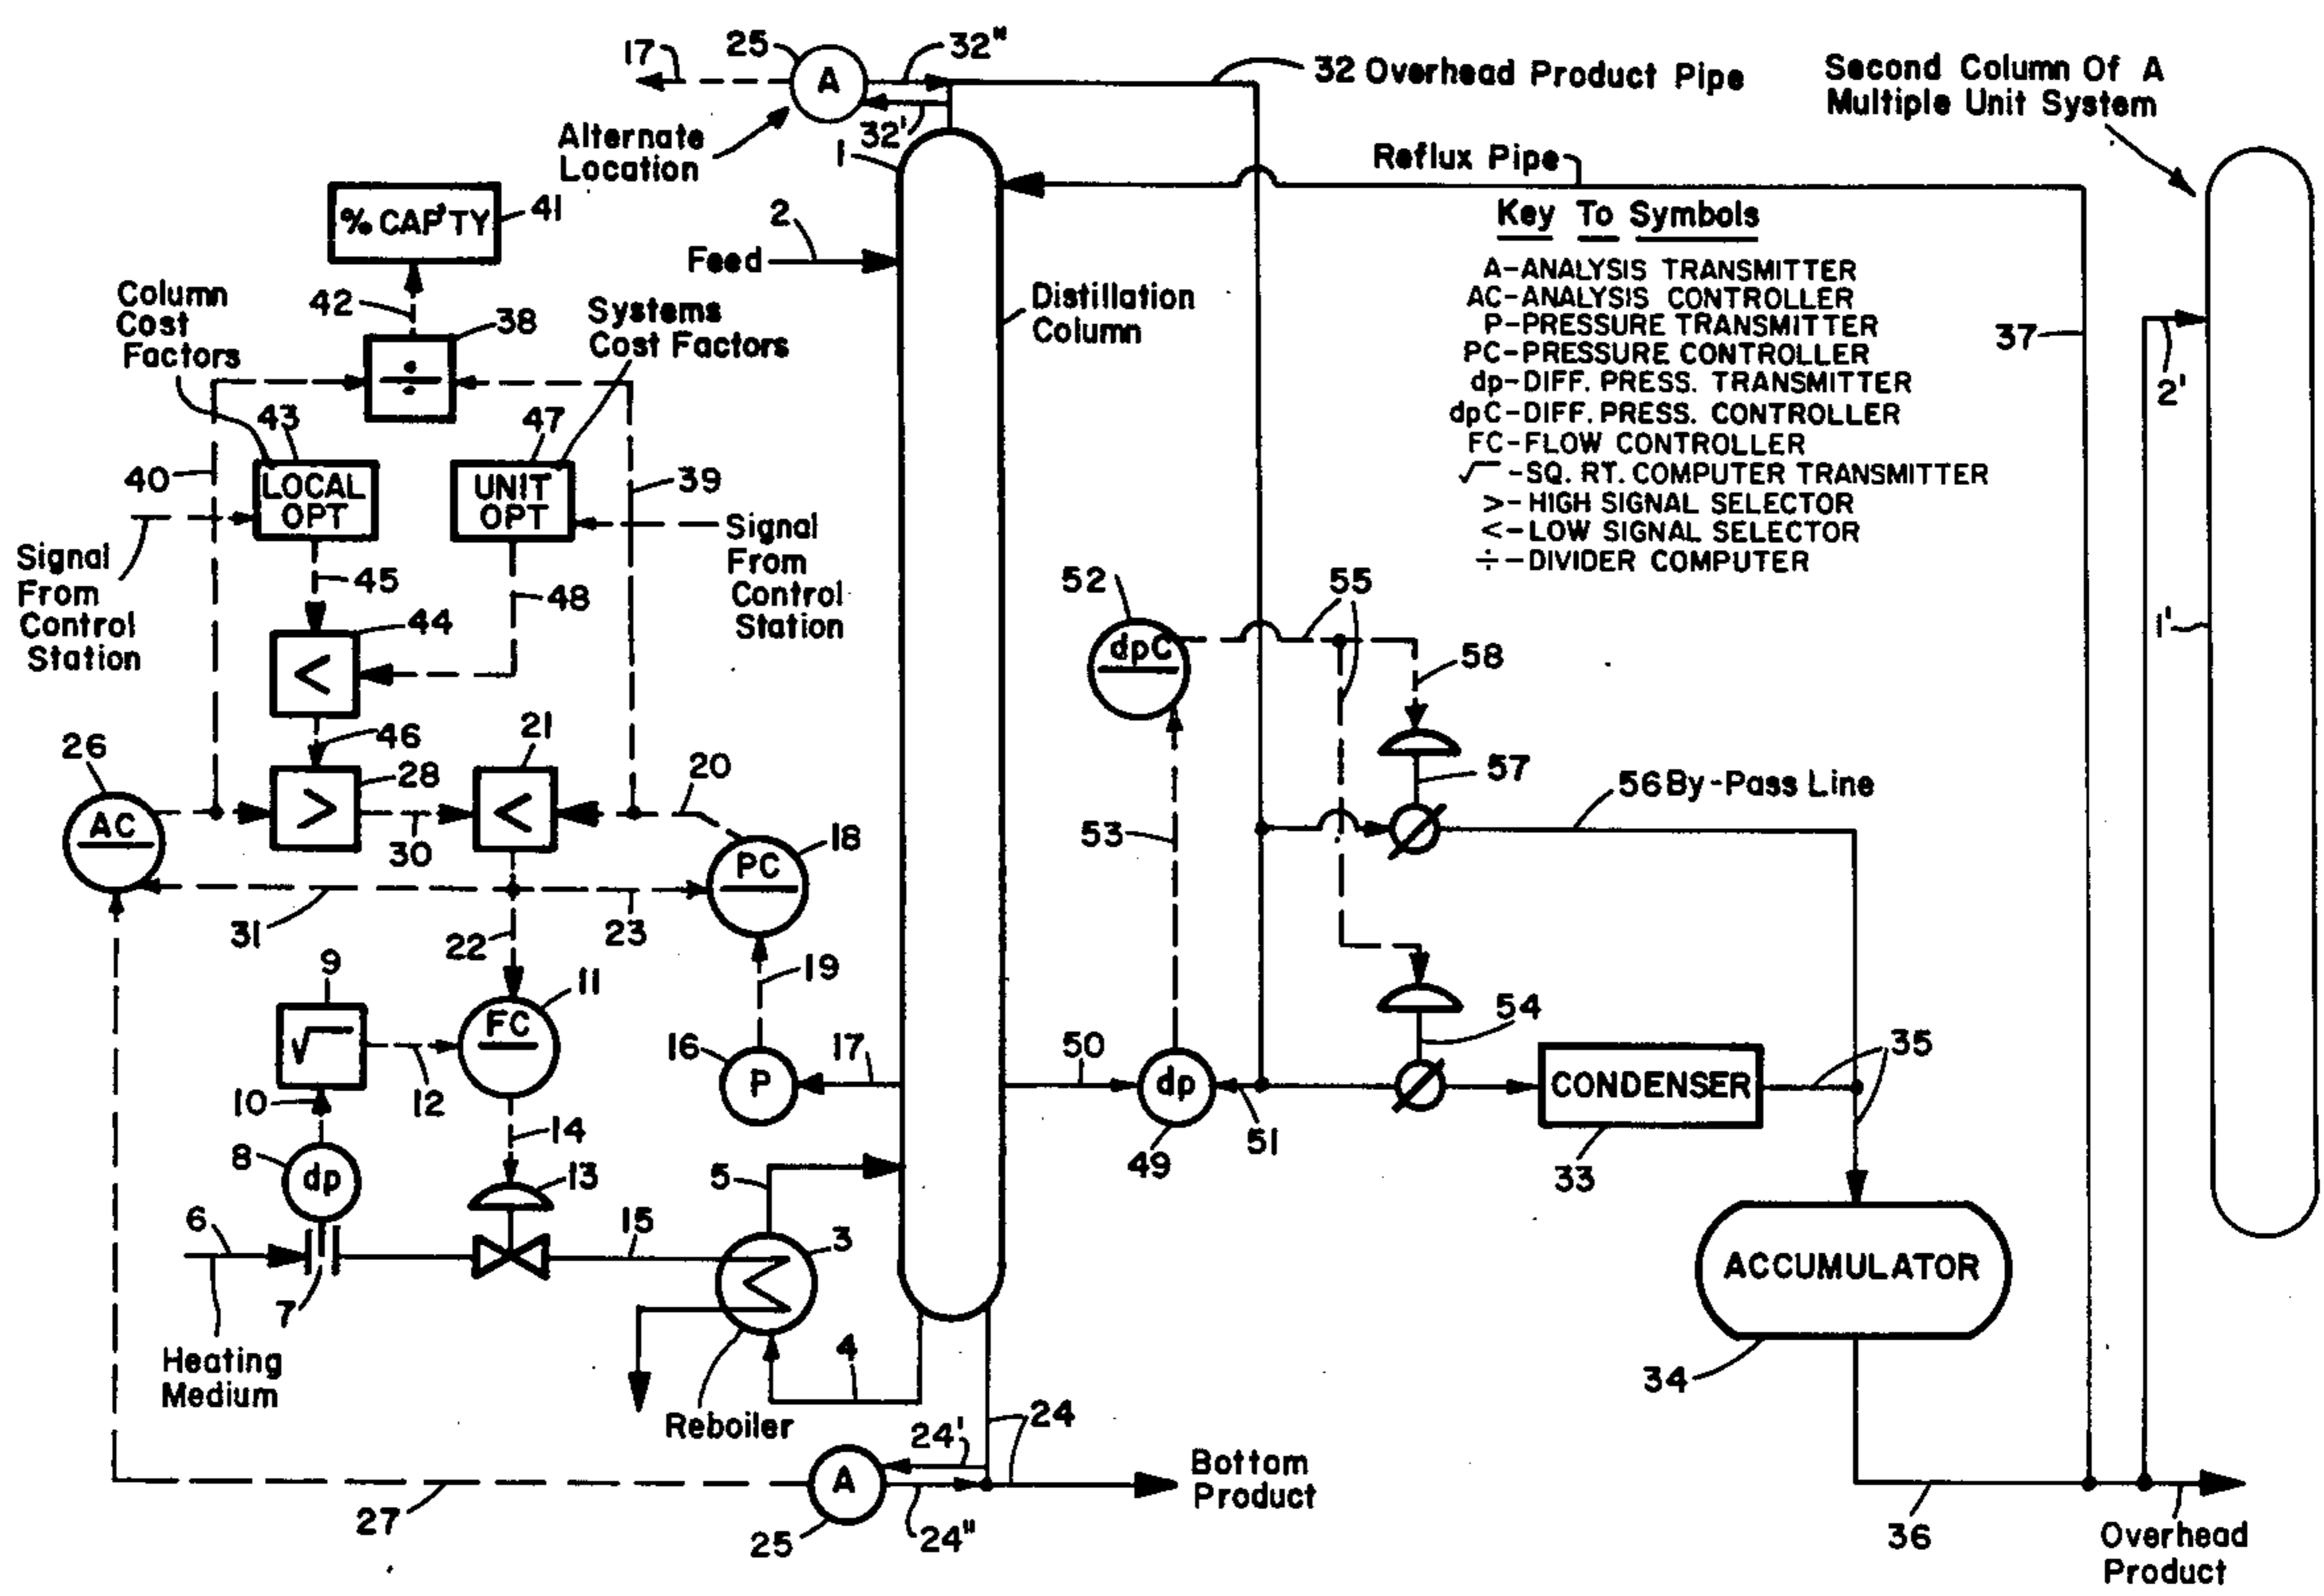 17
25
A
32"
32 Overhead Product Pipe
Second Column Of A
Multiple Unit System
Alternate
Location
32'
1
Reflux Pipe
% CAP'TY
41
2
Feed
Key To Symbols
A-ANALYSIS TRANSMITTER
AC-ANALYSIS CONTROLLER
P-PRESSURE TRANSMITTER
PC-PRESSURE CONTROLLER
dp-DIFF. PRESS. TRANSMITTER
dpC-DIFF. PRESS. CONTROLLER
FC-FLOW CONTROLLER
√-SQ. RT. COMPUTER TRANSMITTER
>-HIGH SIGNAL SELECTOR
<-LOW SIGNAL SELECTOR
÷-DIVIDER COMPUTER
Distillation
Column
37
2'
1'
Column
Cost
Factors
42
38
÷
Systems
Cost Factors
43
47
40
LOCAL
OPT
UNIT
OPT
39
Signal
From
Control
Station
Signal
From
Control
Station
45
48
44
<
46
26
AC
28
>
30
21
<
20
18
PC
31
22
23
19
9
√
10
12
11
FC
16
P
17
14
8
dp
13
6
7
15
5
3
4
Heating
Medium
Reboiler
24'
24
27
25
A
24"
Bottom
Product
52
dpC
55
58
57
56 By-Pass Line
53
54
50
dp
49
51
CONDENSER
33
35
ACCUMULATOR
34
36
Overhead
Product